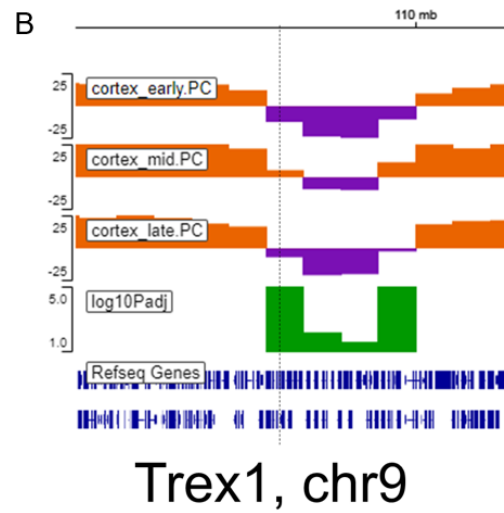 B
110 mb
25
cortex_early.PC
-25
25
cortex_mid.PC
-25
25
cortex_late.PC
-25
5.0
log10Padj
1.0
Refseq Genes
Trex1, chr9